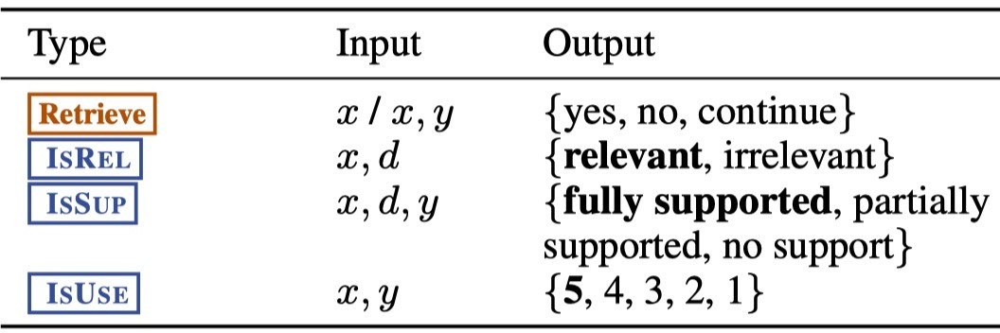 Type Input Output
Retrieve x / x, y {yes, no, continue}
ISREL x, d {relevant, irrelevant}
ISSUP x, d, y {fully supported, partially
supported, no support}
ISUSE x, y {5, 4, 3, 2, 1}